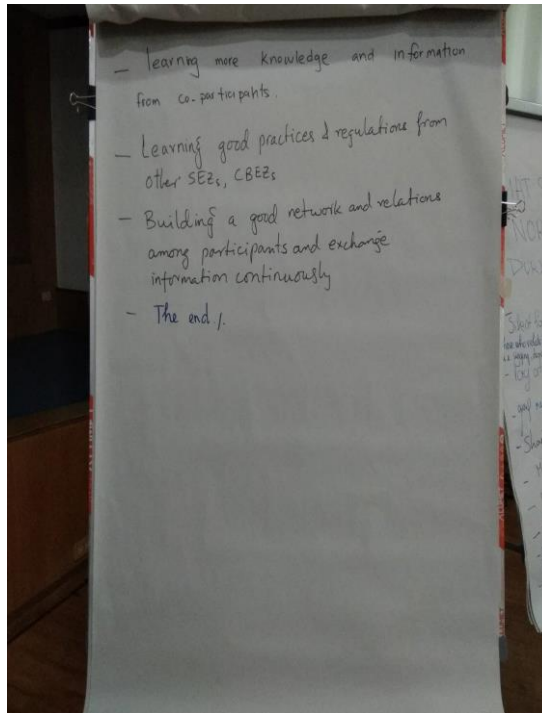 — learning more knowledge and information
from co-participants.
— Learning good practices & regulations from
other SEZs, CBEZs
— Building a good network and relations
among participants and exchange
information continuously
- The end /.